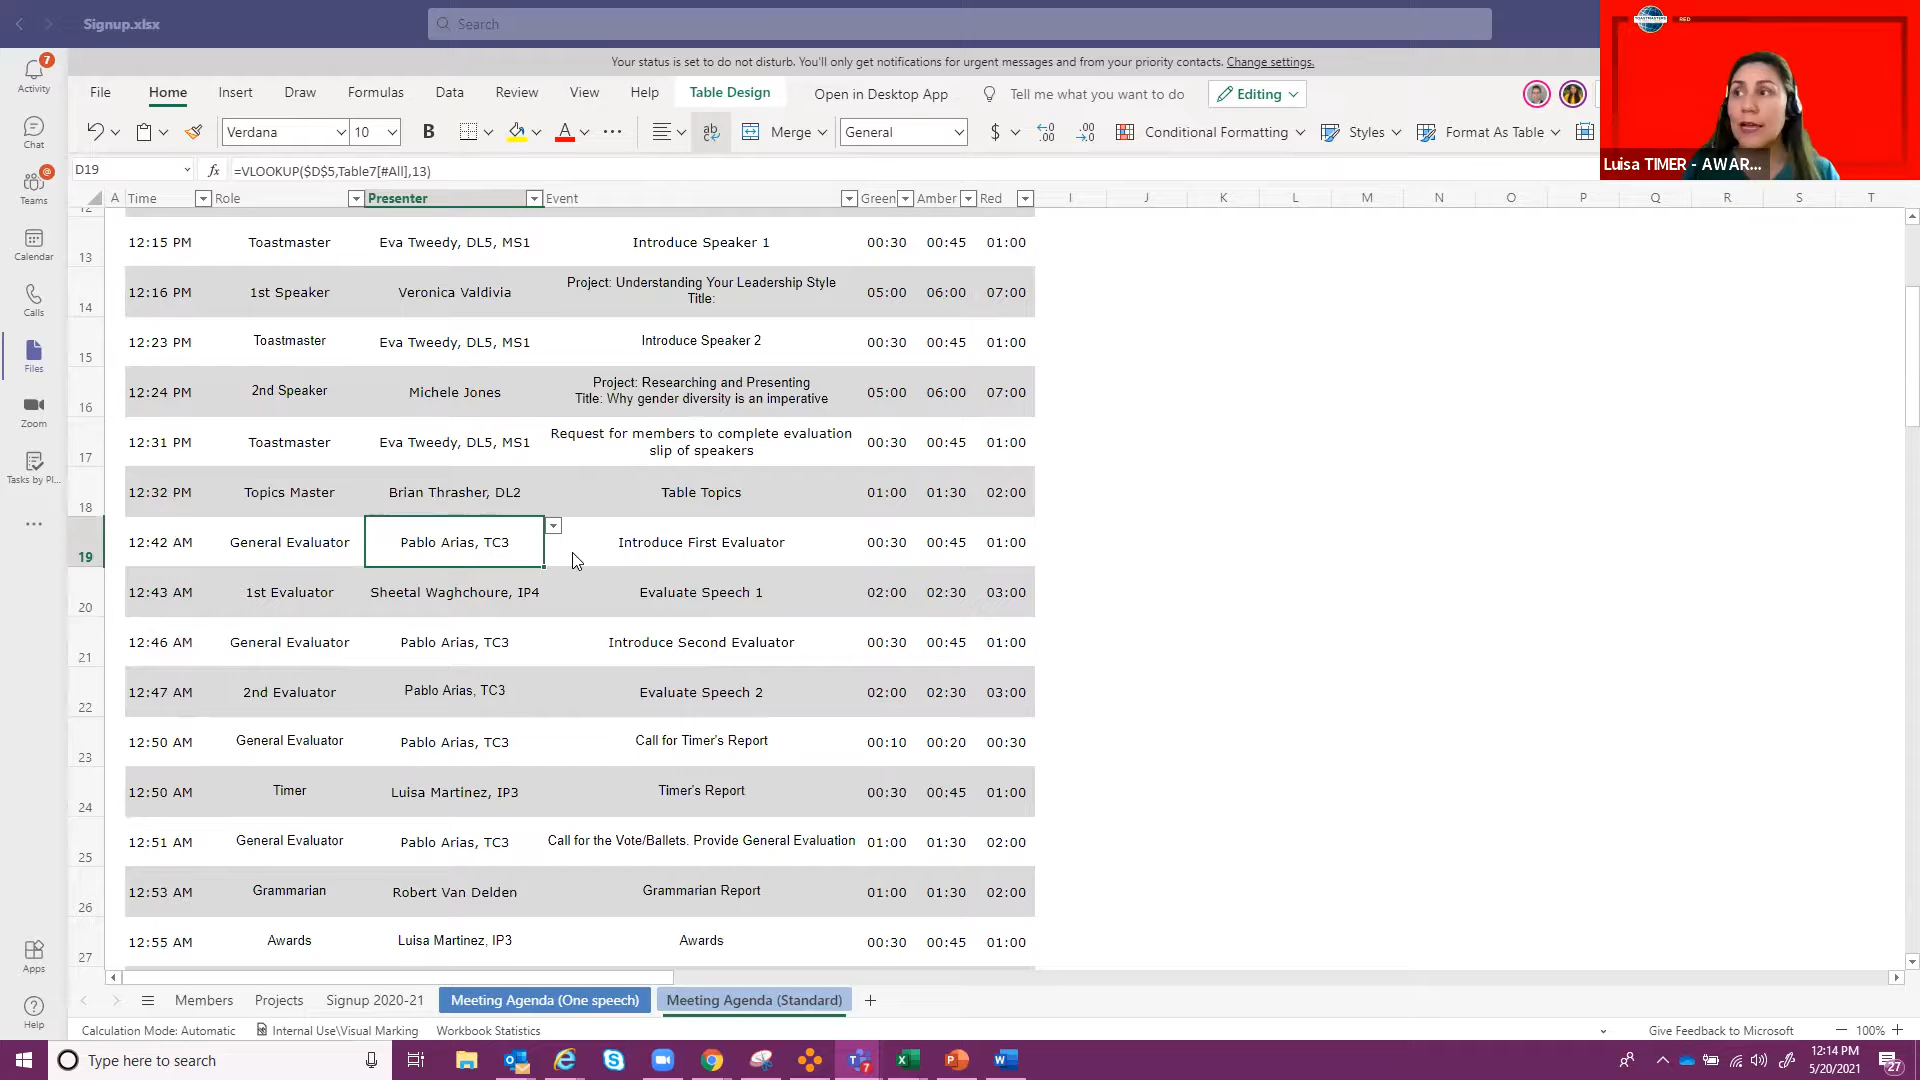 Signup.xlsx
Search
TOASTMASTERS
RED
Luisa TIMER - AWAR...
Your status is set to do not disturb. You'll only get notifications for urgent messages and from your priority contacts. Change settings.
File Home Insert Draw Formulas Data Review View Help Table Design Open in Desktop App Tell me what you want to do Editing
Verdana 10 B A ab General $ .00 .00 Merge Conditional Formatting Styles Format As Table
D19 fx =VLOOKUP($D$5,Table7[#All],13)
A Time Role Presenter Event Green Amber Red I J K L M N O P Q R S T
12
13 12:15 PM Toastmaster Eva Tweedy, DL5, MS1 Introduce Speaker 1 00:30 00:45 01:00
14 12:16 PM 1st Speaker Veronica Valdivia Project: Understanding Your Leadership Style 05:00 06:00 07:00
Title:
15 12:23 PM Toastmaster Eva Tweedy, DL5, MS1 Introduce Speaker 2 00:30 00:45 01:00
16 12:24 PM 2nd Speaker Michele Jones Project: Researching and Presenting 05:00 06:00 07:00
Title: Why gender diversity is an imperative
17 12:31 PM Toastmaster Eva Tweedy, DL5, MS1 Request for members to complete evaluation 00:30 00:45 01:00
slip of speakers
18 12:32 PM Topics Master Brian Thrasher, DL2 Table Topics 01:00 01:30 02:00
19 12:42 AM General Evaluator Pablo Arias, TC3 Introduce First Evaluator 00:30 00:45 01:00
20 12:43 AM 1st Evaluator Sheetal Waghchoure, IP4 Evaluate Speech 1 02:00 02:30 03:00
21 12:46 AM General Evaluator Pablo Arias, TC3 Introduce Second Evaluator 00:30 00:45 01:00
22 12:47 AM 2nd Evaluator Pablo Arias, TC3 Evaluate Speech 2 02:00 02:30 03:00
23 12:50 AM General Evaluator Pablo Arias, TC3 Call for Timer's Report 00:10 00:20 00:30
24 12:50 AM Timer Luisa Martinez, IP3 Timer's Report 00:30 00:45 01:00
25 12:51 AM General Evaluator Pablo Arias, TC3 Call for the Vote/Ballets. Provide General Evaluation 01:00 01:30 02:00
26 12:53 AM Grammarian Robert Van Delden Grammarian Report 01:00 01:30 02:00
27 12:55 AM Awards Luisa Martinez, IP3 Awards 00:30 00:45 01:00
7
Activity
Chat
@
Teams
Calendar
Calls
Files
Zoom
Tasks by Pl...
Apps
Help
Members Projects Signup 2020-21 Meeting Agenda (One speech) Meeting Agenda (Standard)
Calculation Mode: Automatic Internal Use\Visual Marking Workbook Statistics Give Feedback to Microsoft 100%
Type here to search
7
12:14 PM
5/20/2021
27